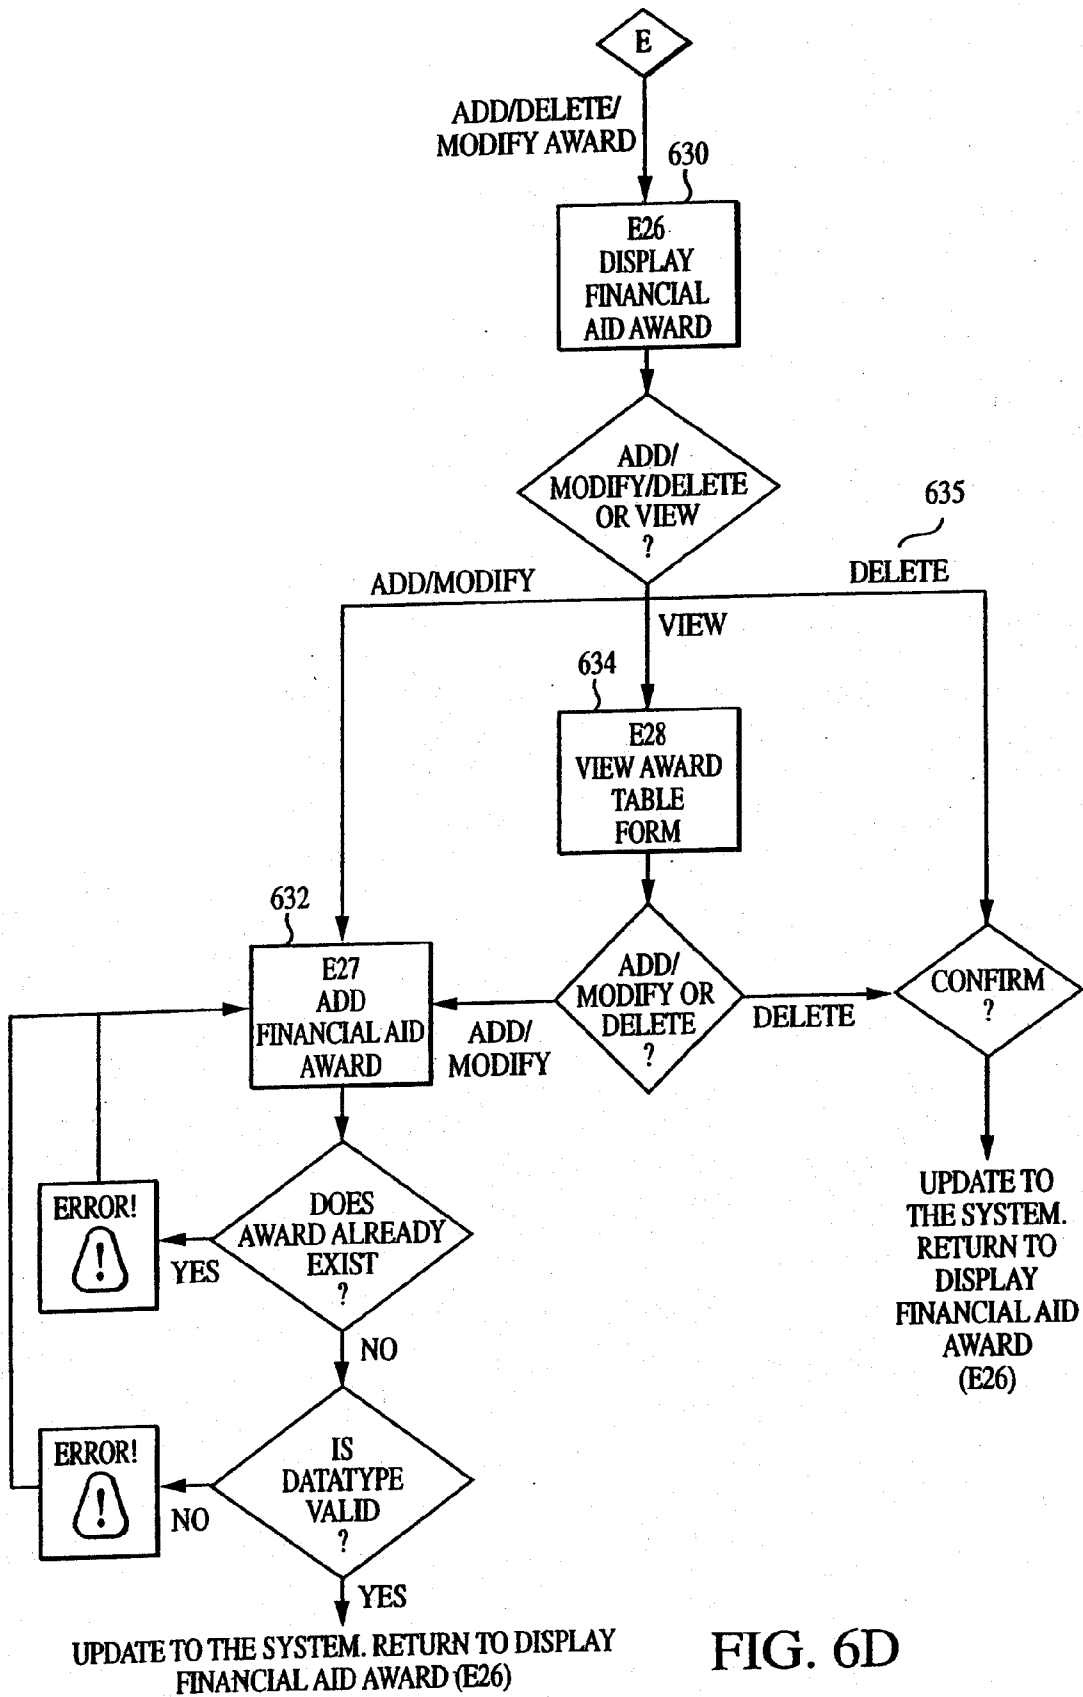 E
ADD/DELETE/
MODIFY AWARD
630
E26
DISPLAY
FINANCIAL
AID AWARD
ADD/
MODIFY/DELETE
OR VIEW
?
635
ADD/MODIFY
DELETE
VIEW
634
E28
VIEW AWARD
TABLE
FORM
632
E27
ADD
FINANCIAL AID
AWARD
ADD/
MODIFY
ADD/
MODIFY OR
DELETE
?
DELETE
CONFIRM
?
UPDATE TO
THE SYSTEM.
RETURN TO
DISPLAY
FINANCIAL AID
AWARD
(E26)
ERROR!
!
YES
DOES
AWARD ALREADY
EXIST
?
NO
ERROR!
!
NO
IS
DATATYPE
VALID
?
YES
UPDATE TO THE SYSTEM. RETURN TO DISPLAY
FINANCIAL AID AWARD (E26)
FIG. 6D